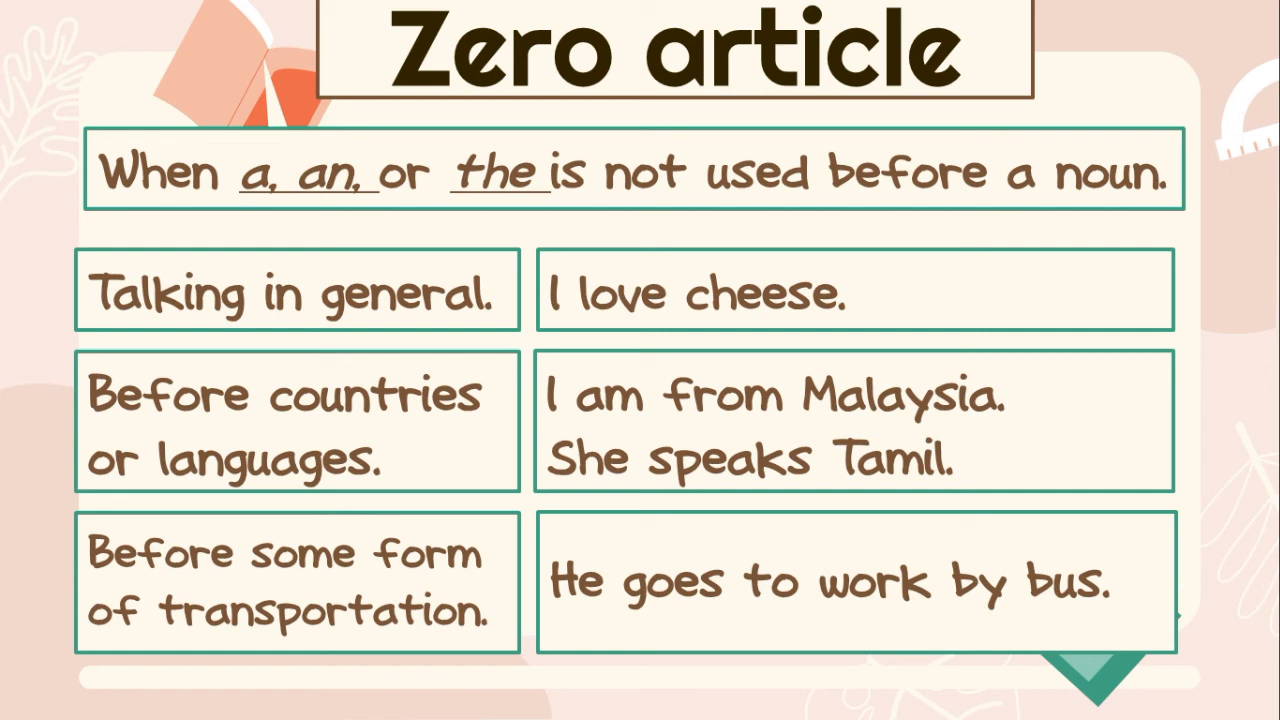 Zero article
When a, an, or the is not used before a noun.
Talking in general.
I love cheese.
Before countries
or languages.
I am from Malaysia.
She speaks Tamil.
Before some form
of transportation.
He goes to work by bus.